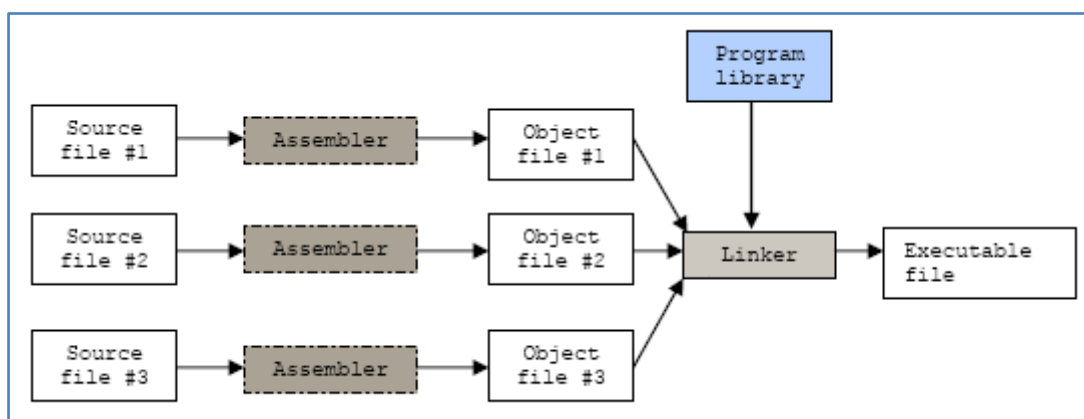 Program
library
Source
file #1
Assembler
Object
file #1
Source
file #2
Assembler
Object
file #2
Linker
Executable
file
Source
file #3
Assembler
Object
file #3